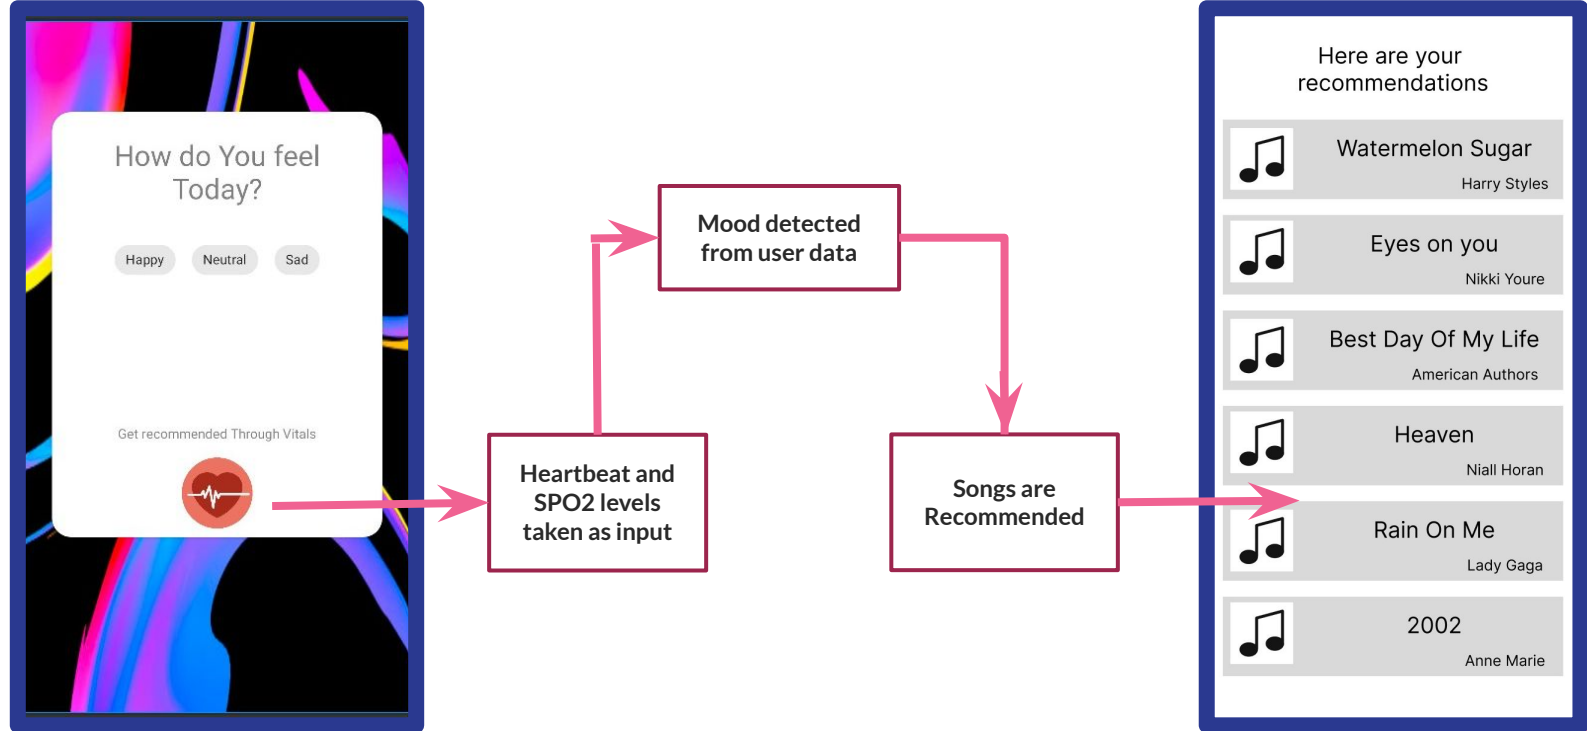 How do You feel
Today?
Happy
Neutral
Sad
Get recommended Through Vitals
Heartbeat and
SPO2 levels
taken as input
Mood detected
from user data
Songs are
Recommended
Here are your
recommendations
Watermelon Sugar
Harry Styles
Eyes on you
Nikki Youre
Best Day Of My Life
American Authors
Heaven
Niall Horan
Rain On Me
Lady Gaga
2002
Anne Marie